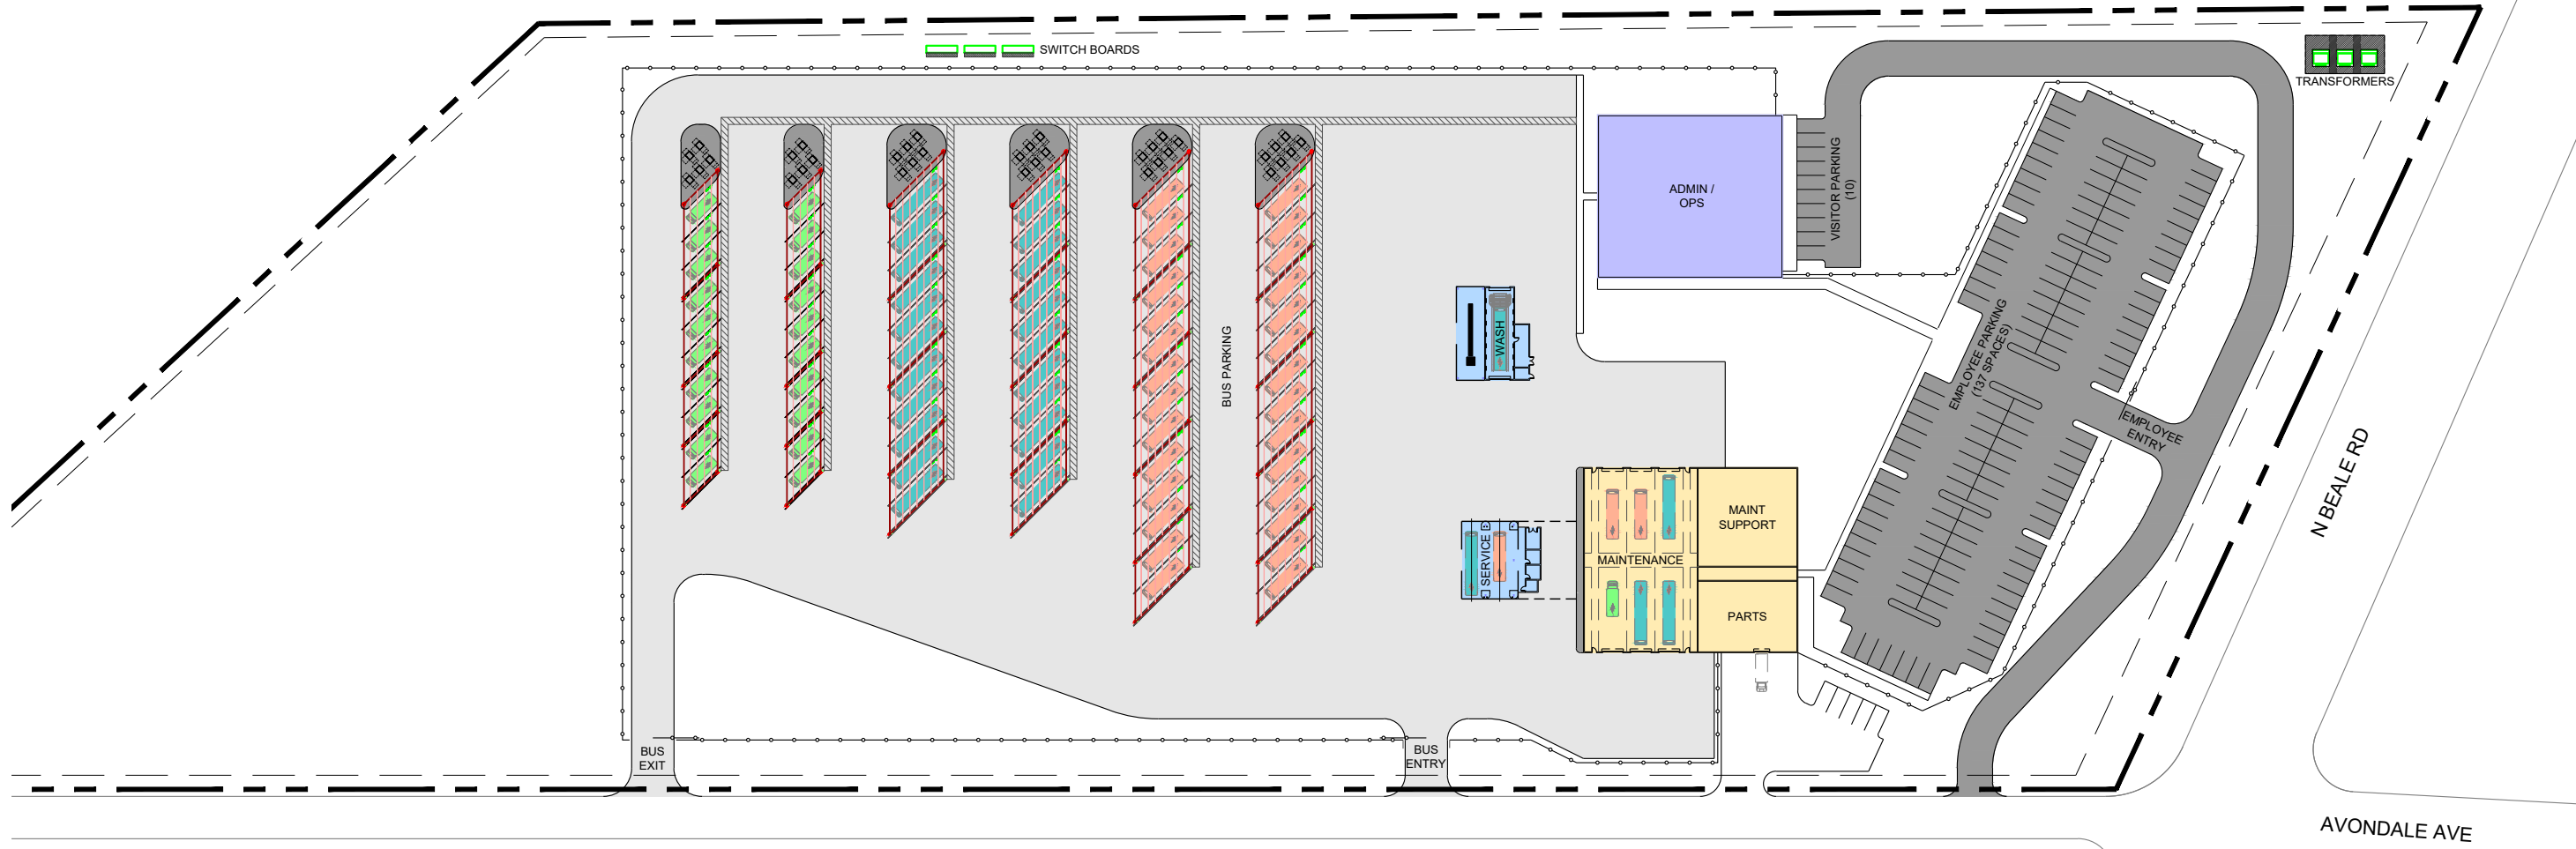 SWITCH BOARDS
TRANSFORMERS
ADMIN /
OPS
VISITOR PARKING
(10)
EMPLOYEE PARKING
(137 SPACES)
BUS PARKING
WASH
EMPLOYEE
ENTRY
N BEALE RD
SERVICE
MAINTENANCE
MAINT
SUPPORT
PARTS
BUS
EXIT
BUS
ENTRY
AVONDALE AVE